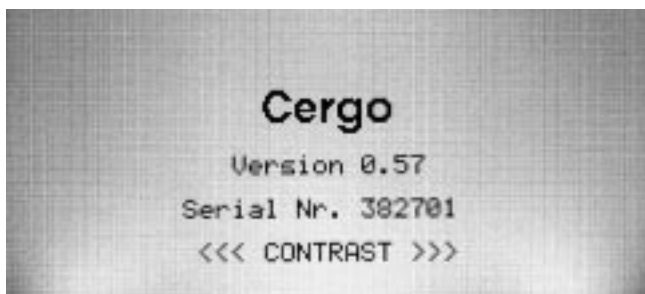 Cergo
Version 0.57
Serial Nr. 382701
<<< CONTRAST >>>